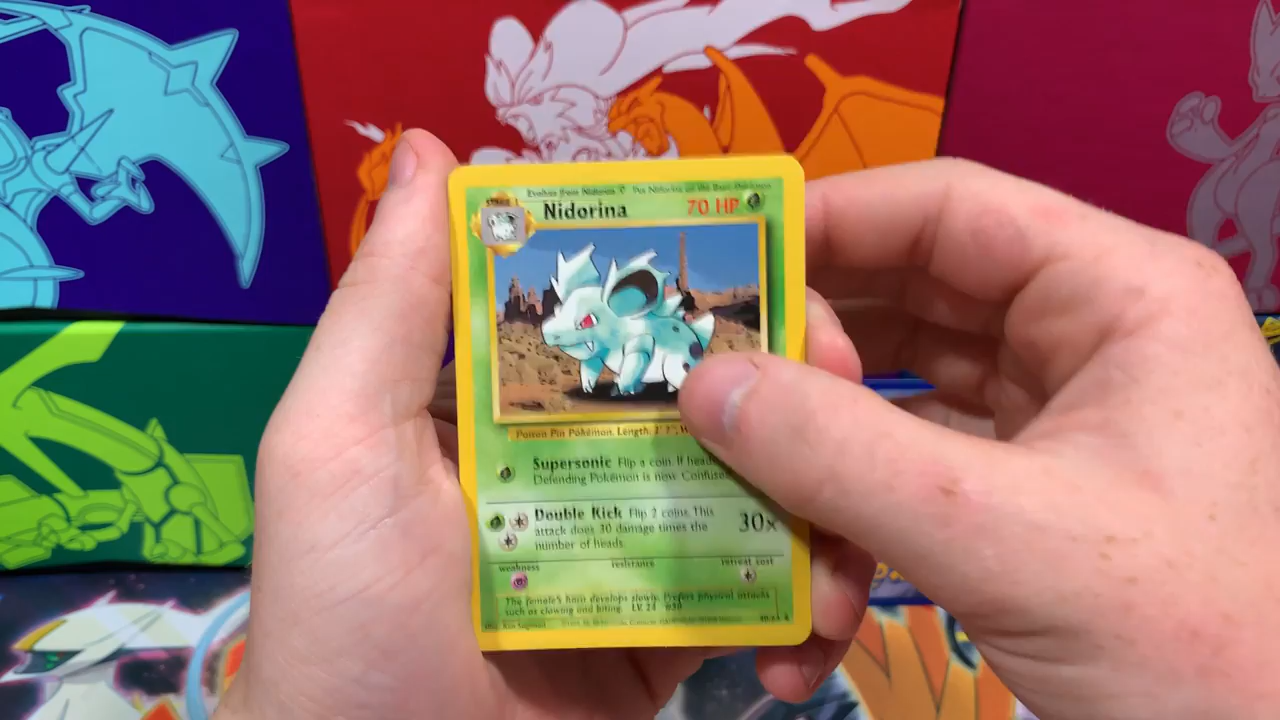 Evolves from Nidoran ♀ Put Nidorina on the Basic Pokémon
STAGE 1
Nidorina 70 HP
Poison Pin Pokémon. Length: 2' 7",
Supersonic Flip a coin. If heads
Defending Pokémon is now Confused
Double Kick Flip 2 coins. This
attack does 30 damage times the
number of heads.
30×
weakness resistance retreat cost
The female's horn develops slowly. Prefers physical attacks
such as clawing and biting. LV. 24 #30